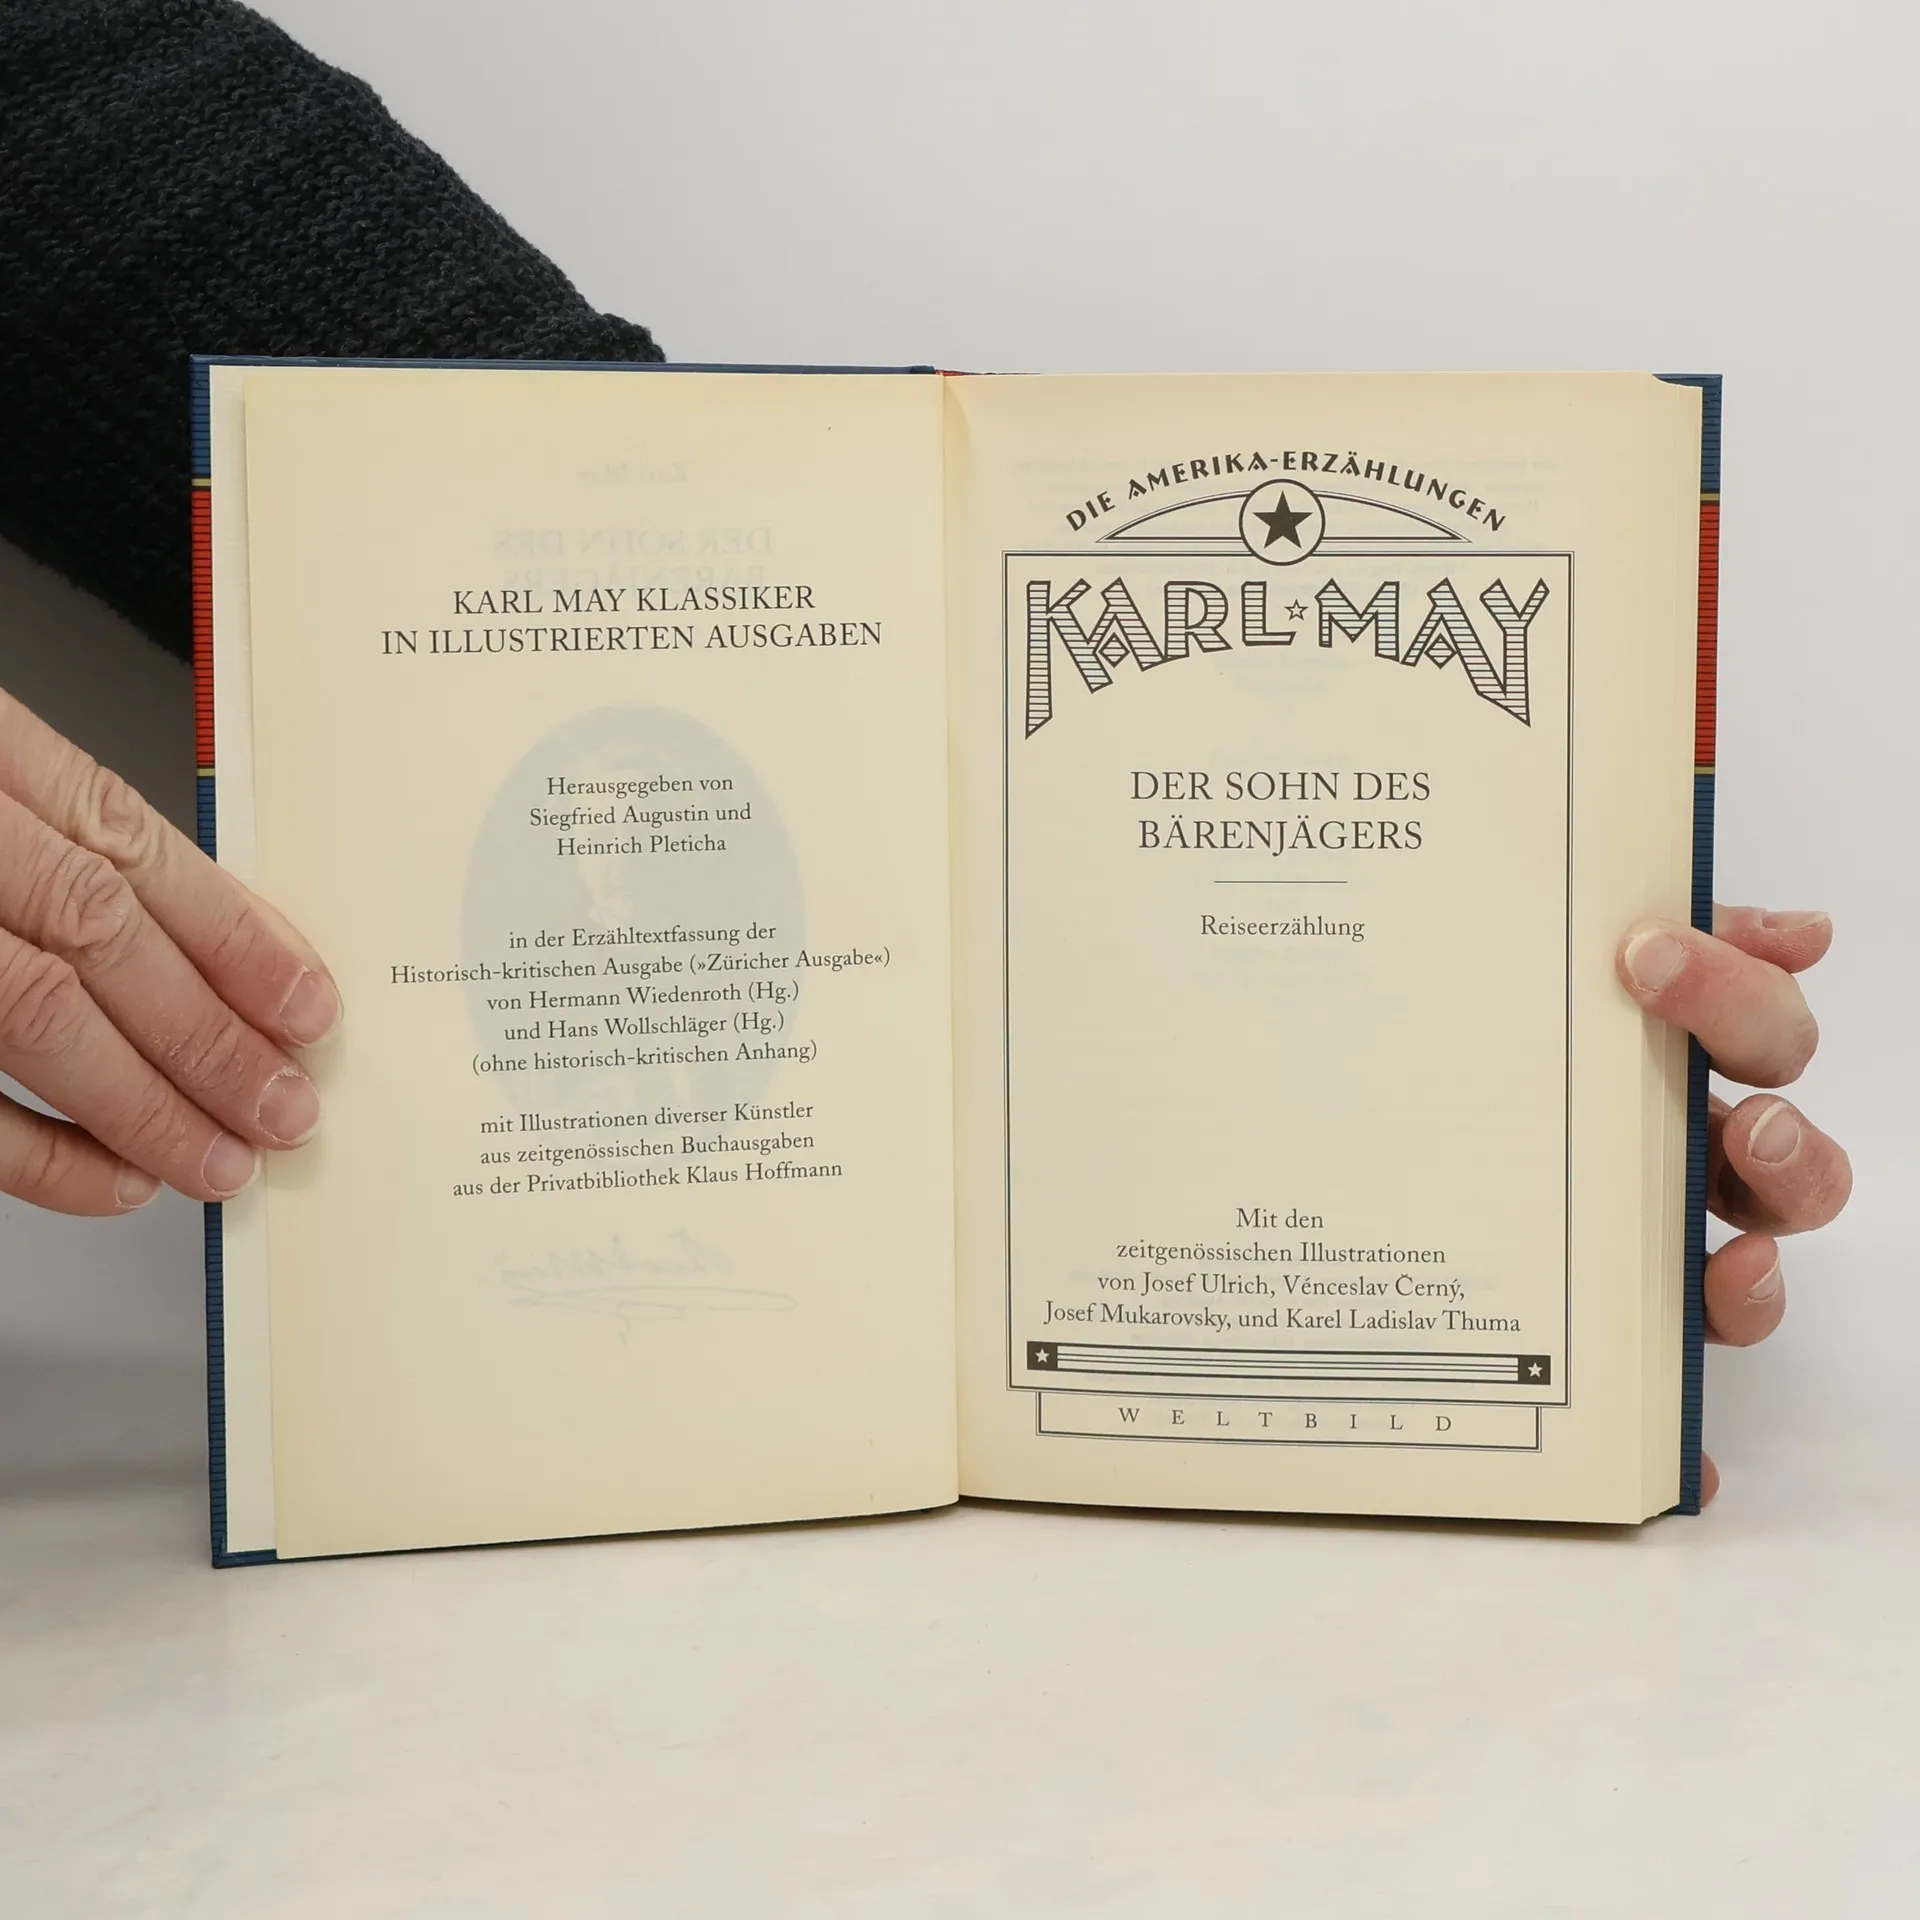 KARL MAY KLASSIKER
IN ILLUSTRIERTEN AUSGABEN
Herausgegeben von
Siegfried Augustin und
Heinrich Pleticha
in der Erzähltextfassung der
Historisch-kritischen Ausgabe (»Züricher Ausgabe«)
von Hermann Wiedenroth (Hg.)
und Hans Wollschläger (Hg.)
(ohne historisch-kritischen Anhang)
mit Illustrationen diverser Künstler
aus zeitgenössischen Buchausgaben
aus der Privatbibliothek Klaus Hoffmann
DIE AMERIKA-ERZÄHLUNGEN
KARL MAY
DER SOHN DES
BÄRENJÄGERS
Reiseerzählung
Mit den
zeitgenössischen Illustrationen
von Josef Ulrich, Vénceslav Černý,
Josef Mukarovsky, und Karel Ladislav Thuma
WELTBILD